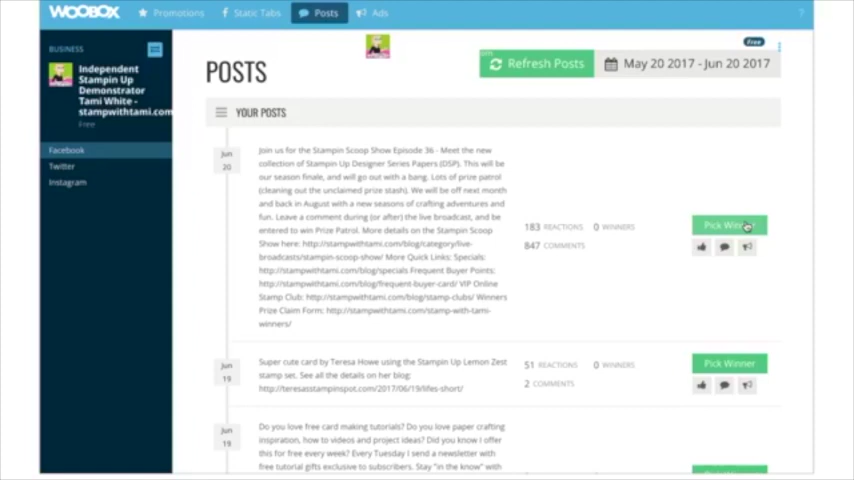 WOOBOX
Promotions
Static Tabs
Posts
Ads
?
BUSINESS
Independent
Stampin Up
Demonstrator
Tami White -
stampwithtami.com
Free
Facebook
Twitter
Instagram
POSTS
Free
Refresh Posts
May 20 2017 - Jun 20 2017
YOUR POSTS
Jun
20
Join us for the Stampin Scoop Show Episode 36 - Meet the new
collection of Stampin Up Designer Series Papers (DSP). This will be
our season finale, and will go out with a bang. Lots of prize patrol
(cleaning out the unclaimed prize stash). We will be off next month
and back in August with a new seasons of crafting adventures and
fun. Leave a comment during (or after) the live broadcast, and be
entered to win Prize Patrol. More details on the Stampin Scoop
Show here: http://stampwithtami.com/blog/category/live-
broadcasts/stampin-scoop-show/ More Quick Links: Specials:
http://stampwithtami.com/blog/specials Frequent Buyer Points:
http://stampwithtami.com/blog/frequent-buyer-card/ VIP Online
Stamp Club: http://stampwithtami.com/blog/stamp-clubs/ Winners
Prize Claim Form: http://stampwithtami.com/stamp-with-tami-
winners/
183 REACTIONS 0 WINNERS
847 COMMENTS
Pick Winner
Jun
19
Super cute card by Teresa Howe using the Stampin Up Lemon Zest
stamp set. See all the details on her blog:
http://teresasstampinspot.com/2017/06/19/lifes-short/
51 REACTIONS 0 WINNERS
2 COMMENTS
Pick Winner
Jun
19
Do you love free card making tutorials? Do you love paper crafting
inspiration, how to videos and project ideas? Did you know I offer
this for free every week? Every Tuesday I send a newsletter with
free tutorial gifts exclusive to subscribers. Stay "in the know" with